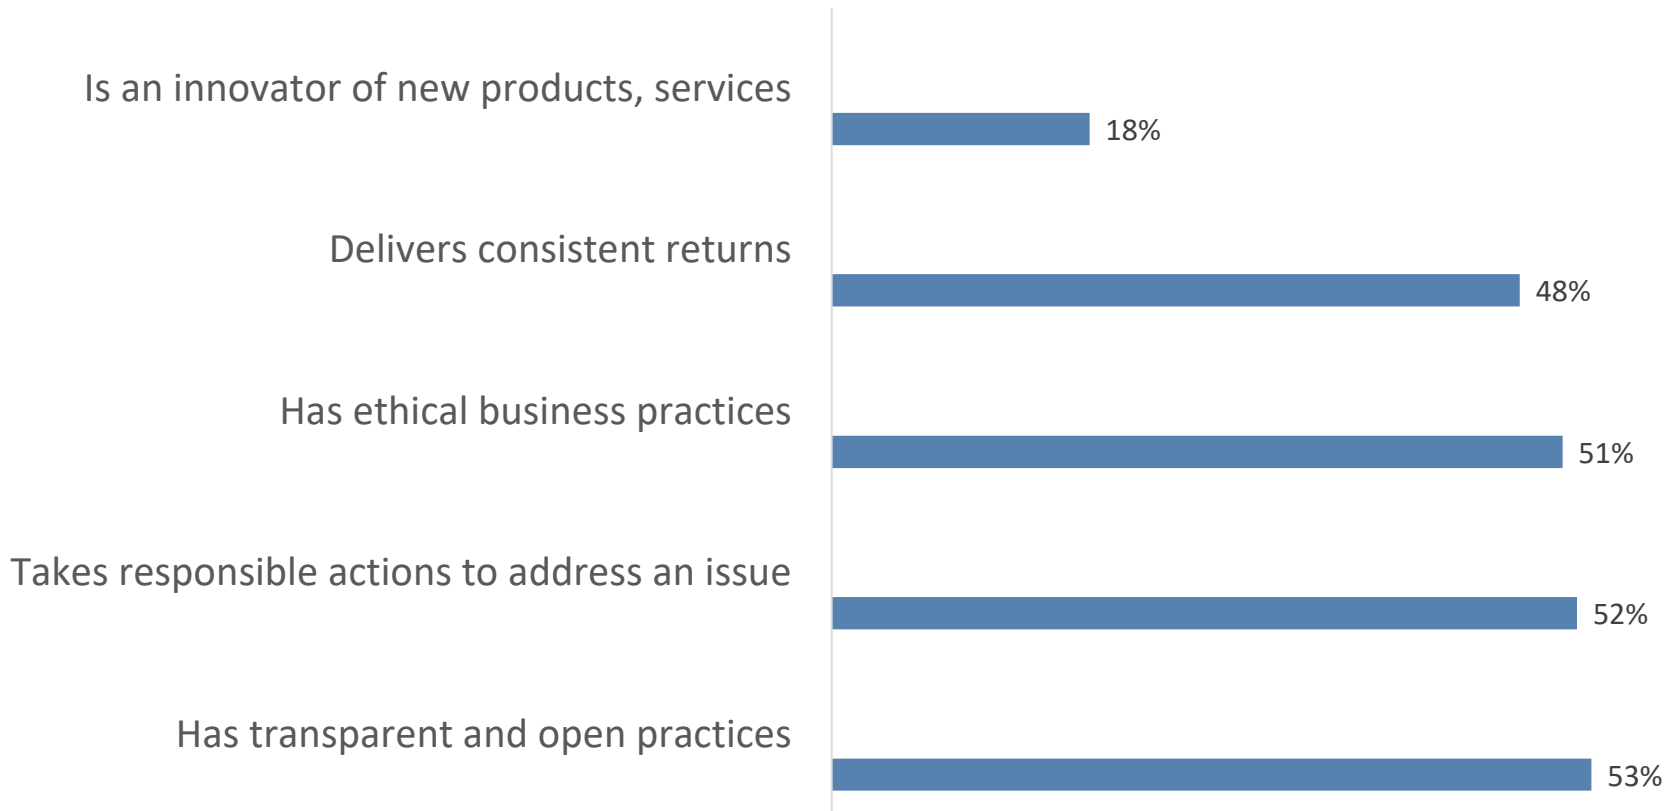 Is an innovator of new products, services
18%
Delivers consistent returns
48%
Has ethical business practices
51%
Takes responsible actions to address an issue
52%
Has transparent and open practices
53%